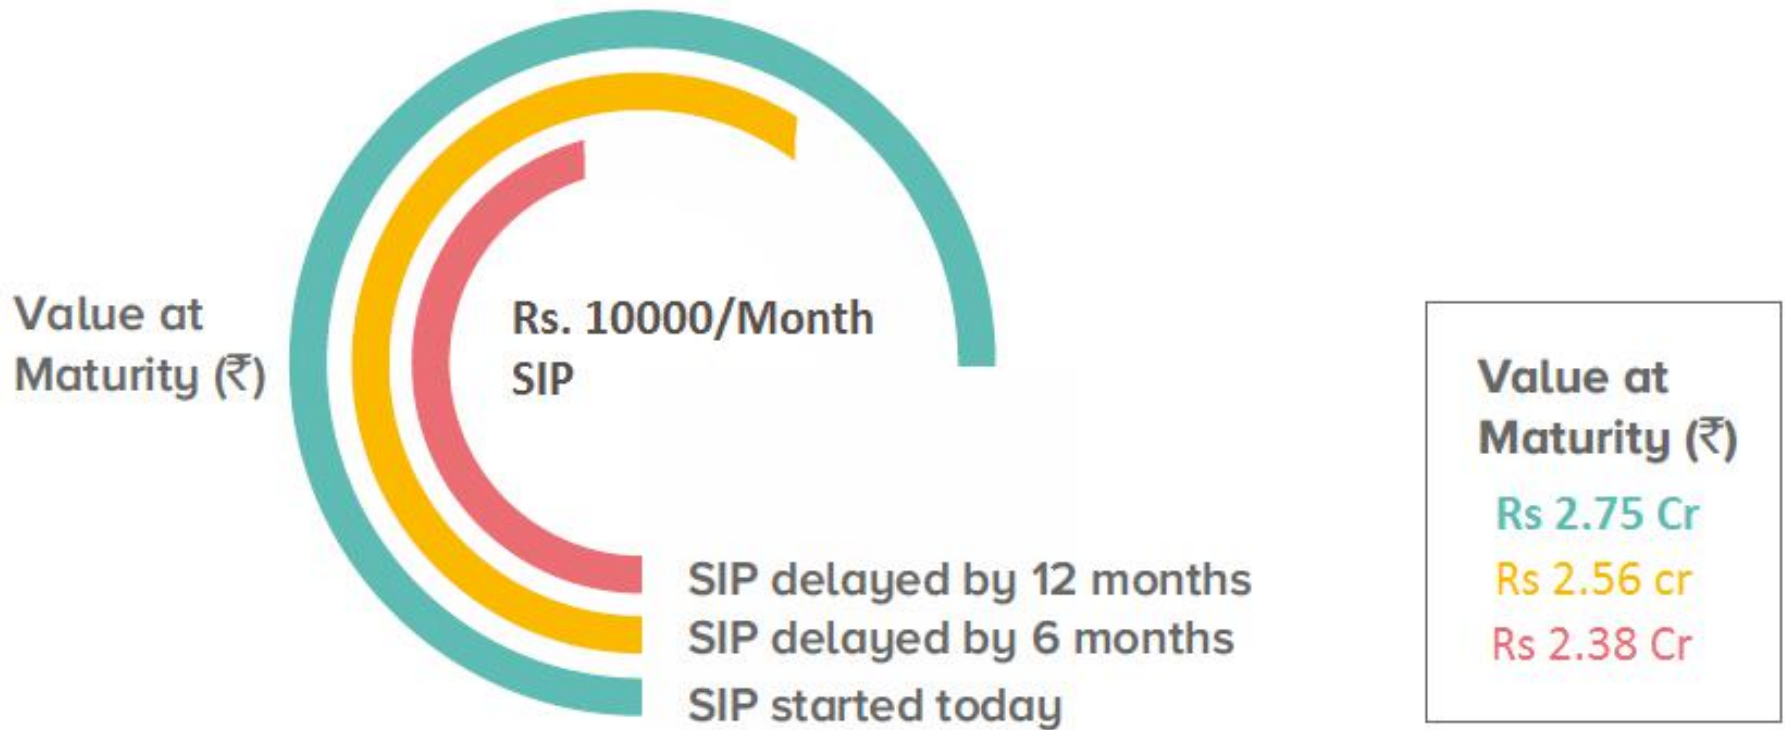 Value at
Maturity (₹)
Rs. 10000/Month
SIP
SIP delayed by 12 months
SIP delayed by 6 months
SIP started today
Value at
Maturity (₹)
Rs 2.75 Cr
Rs 2.56 cr
Rs 2.38 Cr